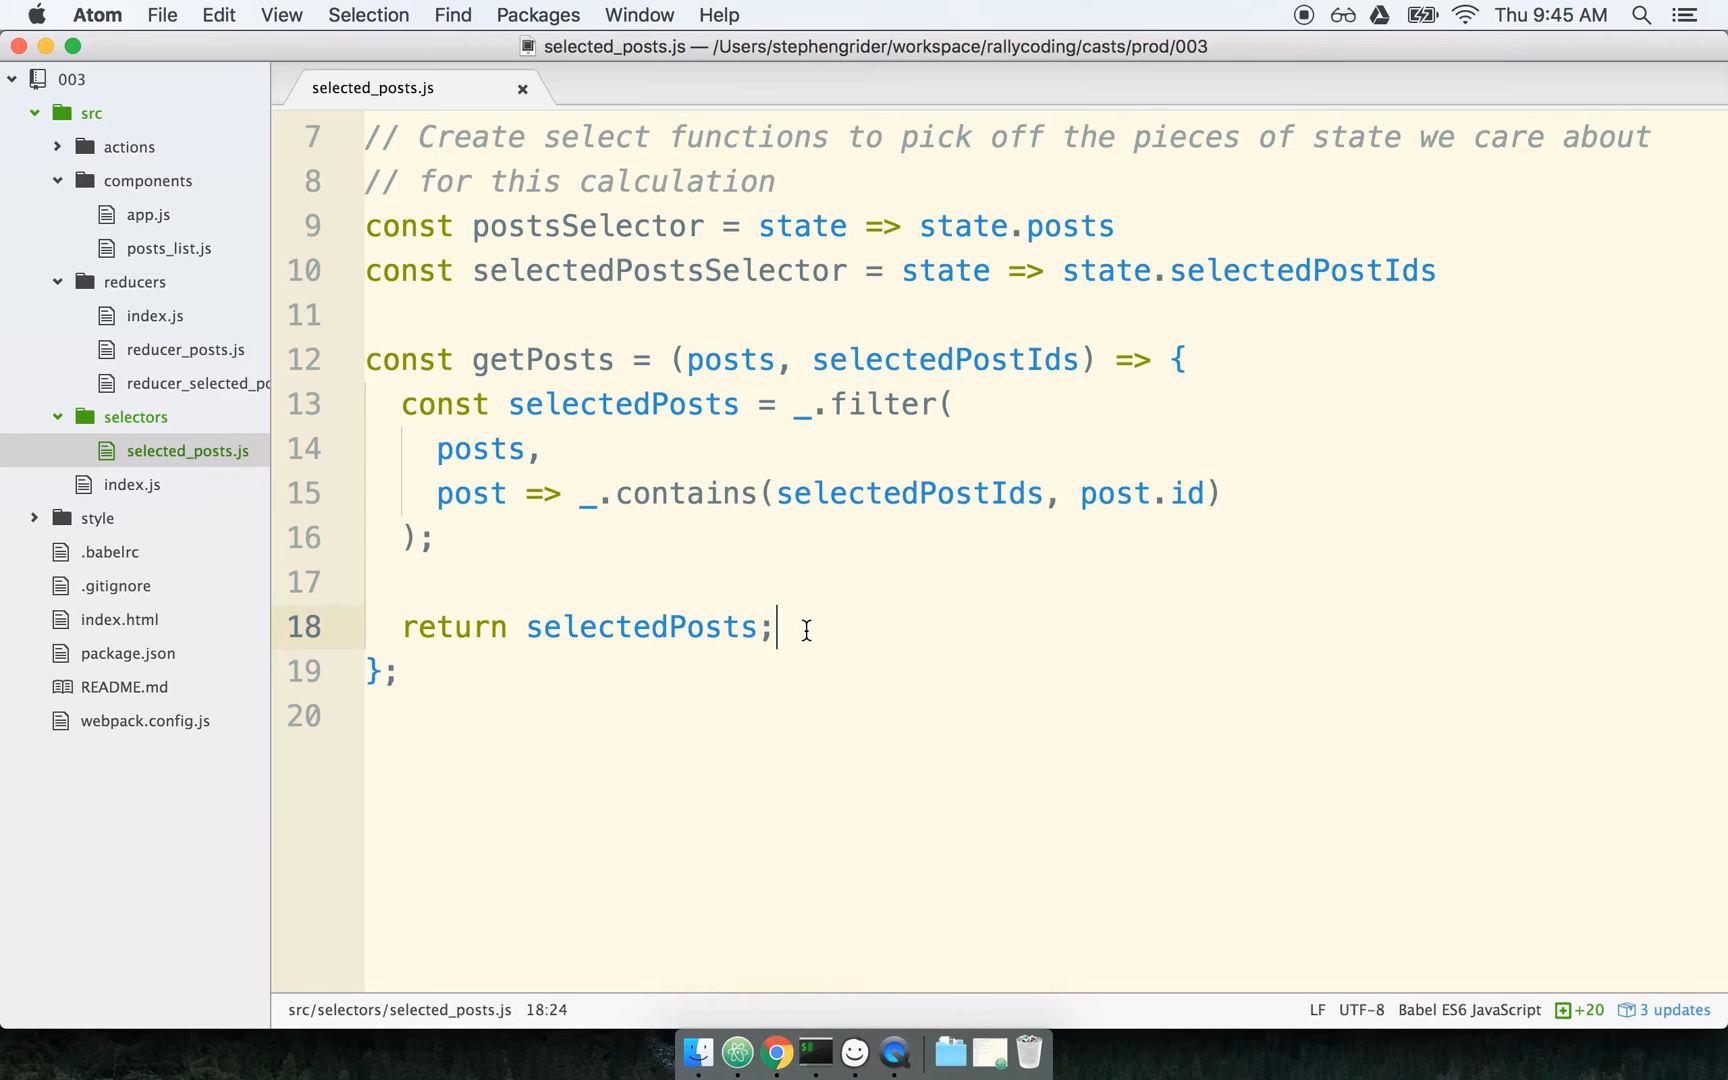 Atom File Edit View Selection Find Packages Window Help Thu 9:45 AM
selected_posts.js — /Users/stephengrider/workspace/rallycoding/casts/prod/003
003
src
actions
components
app.js
posts_list.js
reducers
index.js
reducer_posts.js
reducer_selected_po
selectors
selected_posts.js
index.js
style
.babelrc
.gitignore
index.html
package.json
README.md
webpack.config.js
selected_posts.js
7 // Create select functions to pick off the pieces of state we care about
8 // for this calculation
9 const postsSelector = state => state.posts
10 const selectedPostsSelector = state => state.selectedPostIds
11
12 const getPosts = (posts, selectedPostIds) => {
13 const selectedPosts = _.filter(
14 posts,
15 post => _.contains(selectedPostIds, post.id)
16 );
17
18 return selectedPosts;
19 };
20
src/selectors/selected_posts.js 18:24 LF UTF-8 Babel ES6 JavaScript +20 3 updates